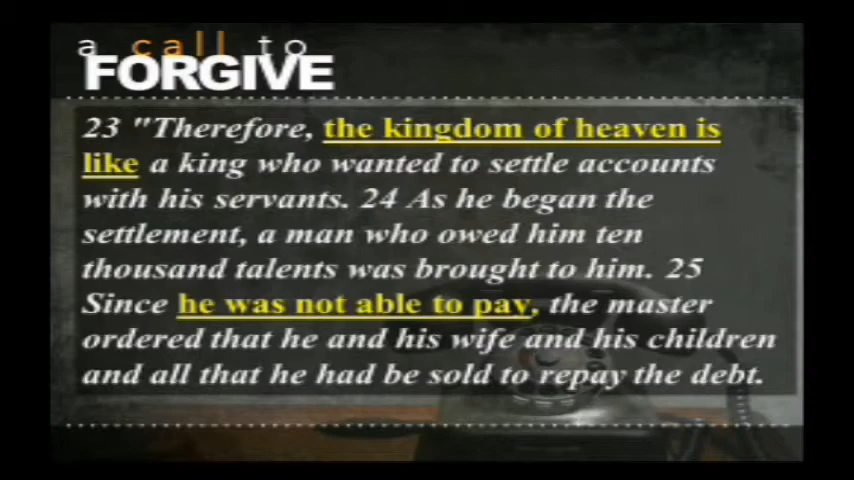 a call to
FORGIVE
23 "Therefore, the kingdom of heaven is
like a king who wanted to settle accounts
with his servants. 24 As he began the
settlement, a man who owed him ten
thousand talents was brought to him. 25
Since he was not able to pay, the master
ordered that he and his wife and his children
and all that he had be sold to repay the debt.